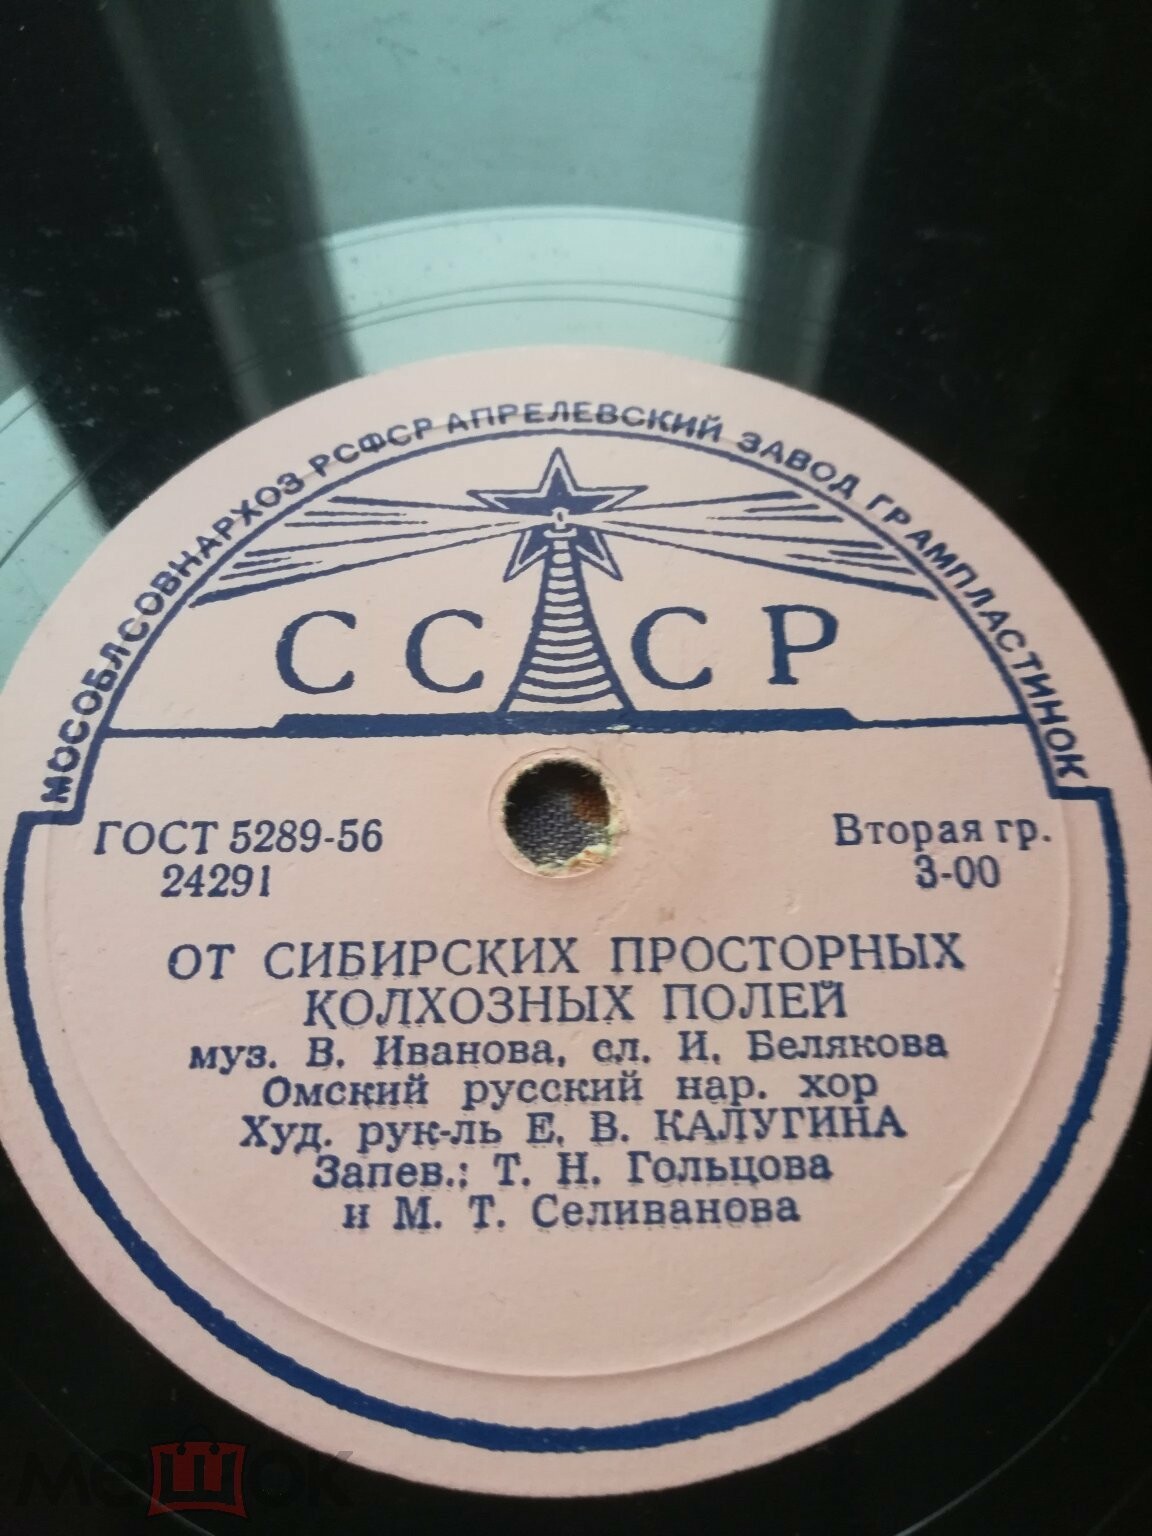 МОСОБЛСОВНАРХОЗ РСФСР АПРЕЛЕВСКИЙ ЗАВОД ГРАМПЛАСТИНОК
СССР
ГОСТ 5289-56
24291
Вторая гр.
3-00
ОТ СИБИРСКИХ ПРОСТОРНЫХ
КОЛХОЗНЫХ ПОЛЕЙ
муз. В. Иванова, сл. И. Белякова
Омский русский нар. хор
Худ. рук-ль Е. В. КАЛУГИНА
Запев.: Т. Н. Гольцова
и М. Т. Селиванова
мешок